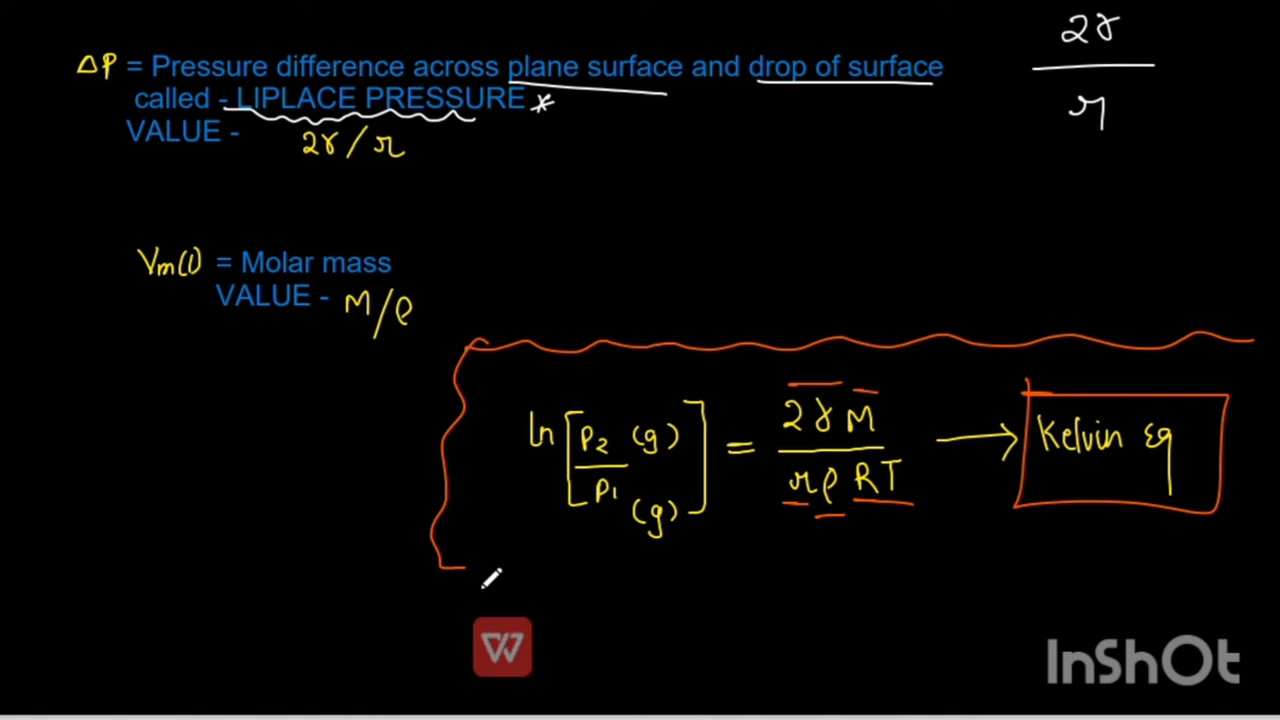 2γ
r
ΔP = Pressure difference across plane surface and drop of surface
called - LIPLACE PRESSURE *
VALUE - 2γ/r
Vm(l) = Molar mass
VALUE - M/ρ
ln [P2 (g) / P1 (g)] = 2γM / rρRT → Kelvin Eq
InShOt